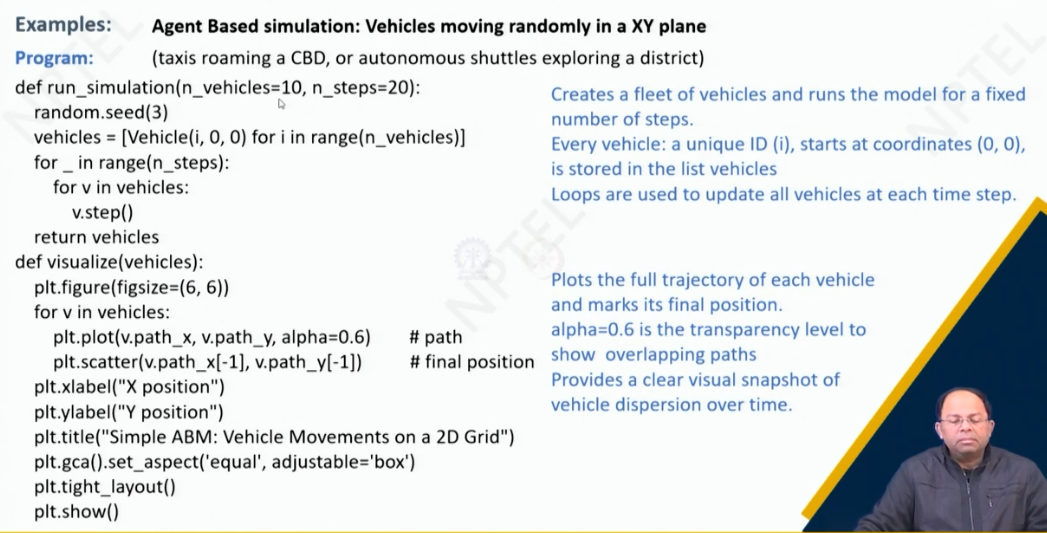 Examples: Agent Based simulation: Vehicles moving randomly in a XY plane
Program: (taxis roaming a CBD, or autonomous shuttles exploring a district)
def run_simulation(n_vehicles=10, n_steps=20):
random.seed(3)
vehicles = [Vehicle(i, 0, 0) for i in range(n_vehicles)]
for _ in range(n_steps):
for v in vehicles:
v.step()
return vehicles
def visualize(vehicles):
plt.figure(figsize=(6, 6))
for v in vehicles:
plt.plot(v.path_x, v.path_y, alpha=0.6) # path
plt.scatter(v.path_x[-1], v.path_y[-1]) # final position
plt.xlabel("X position")
plt.ylabel("Y position")
plt.title("Simple ABM: Vehicle Movements on a 2D Grid")
plt.gca().set_aspect('equal', adjustable='box')
plt.tight_layout()
plt.show()
Creates a fleet of vehicles and runs the model for a fixed
number of steps.
Every vehicle: a unique ID (i), starts at coordinates (0, 0),
is stored in the list vehicles
Loops are used to update all vehicles at each time step.
Plots the full trajectory of each vehicle
and marks its final position.
alpha=0.6 is the transparency level to
show overlapping paths
Provides a clear visual snapshot of
vehicle dispersion over time.
NPTEL
NPTEL
NPTEL